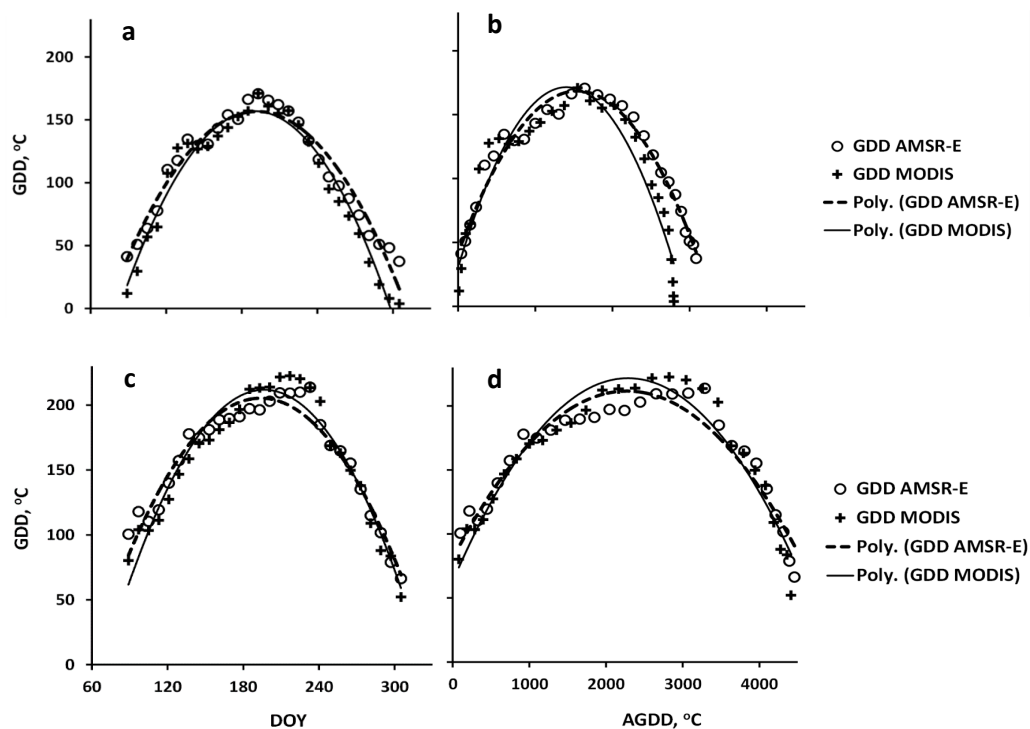 a
b
200
150
100
50
0
GDD, °C
GDD AMSR-E
GDD MODIS
Poly. (GDD AMSR-E)
Poly. (GDD MODIS)
c
d
200
150
100
50
0
GDD, °C
GDD AMSR-E
GDD MODIS
Poly. (GDD AMSR-E)
Poly. (GDD MODIS)
60 120 180 240 300
0 1000 2000 3000 4000
DOY
AGDD, °C